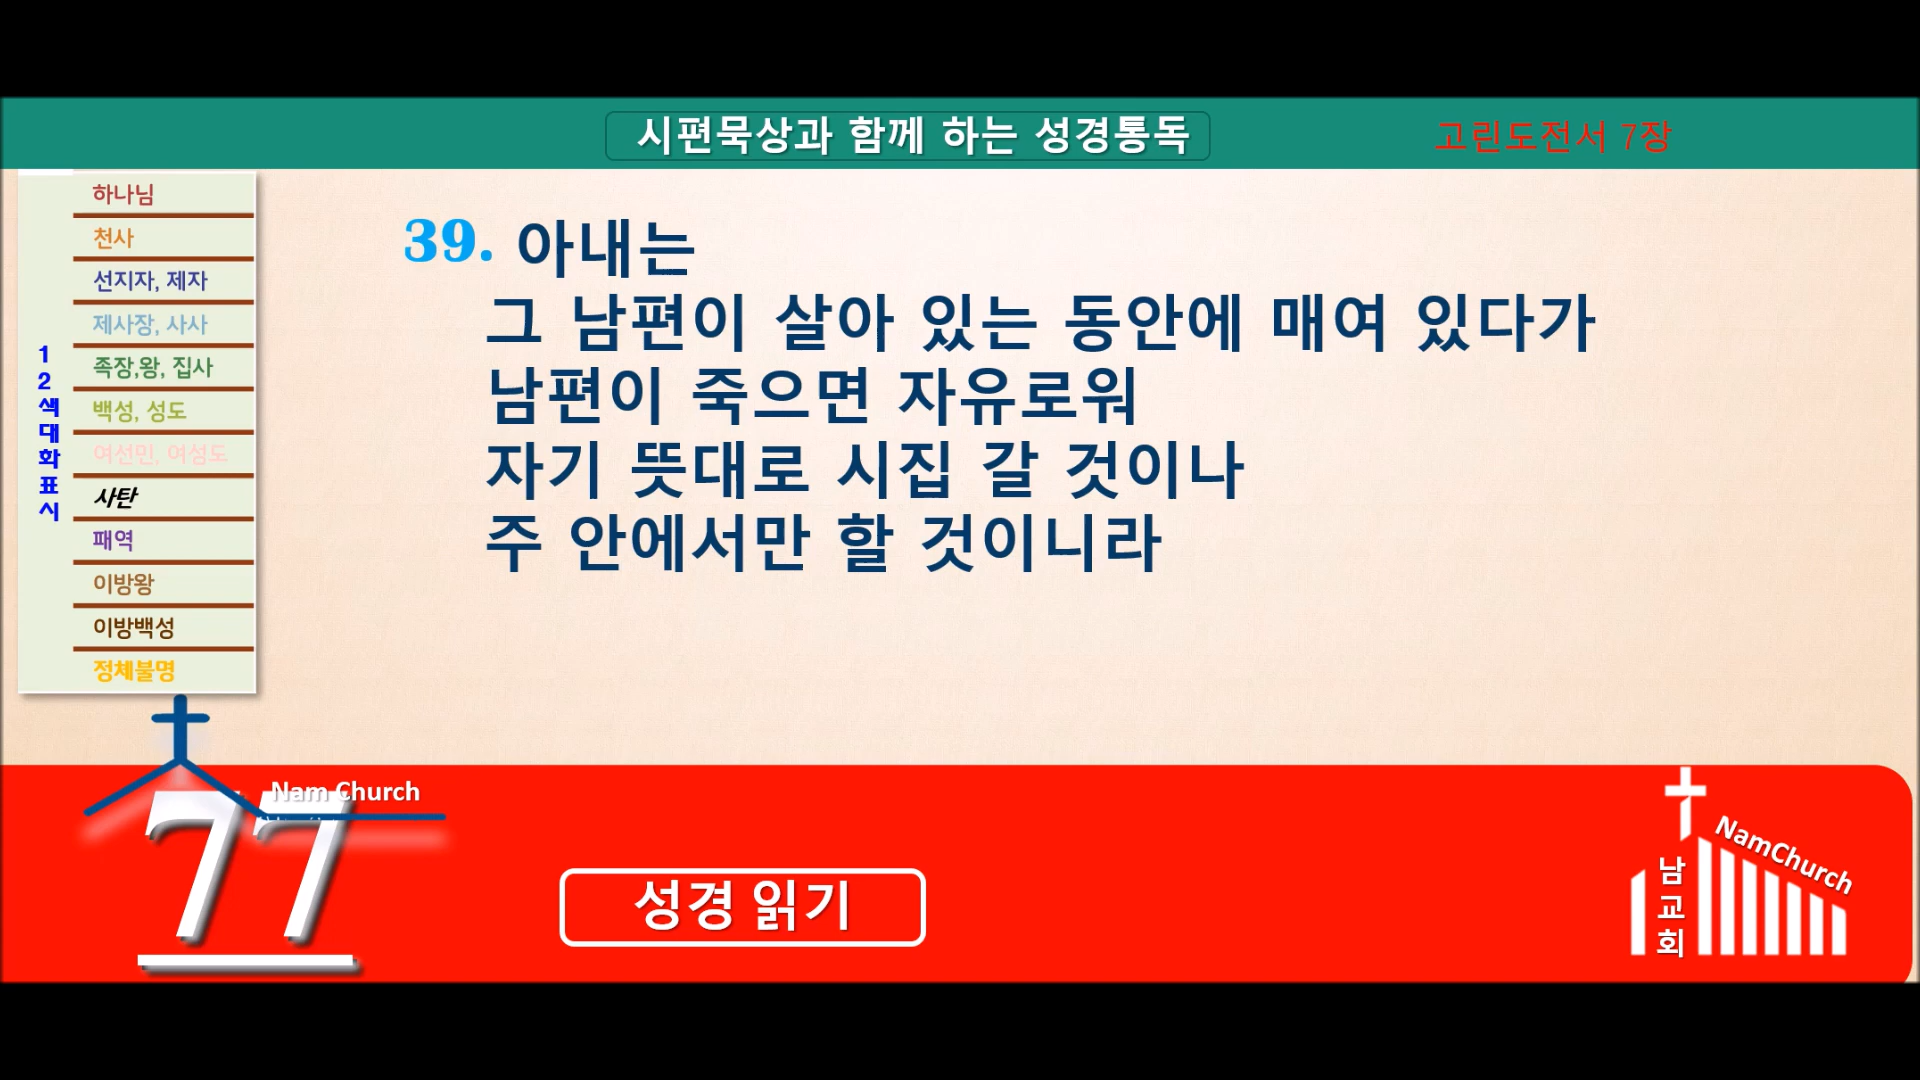 시편묵상과 함께 하는 성경통독
고린도전서 7장
12색대화표시
하나님
천사
선지자, 제자
제사장, 사사
족장,왕, 집사
백성, 성도
여선민, 여성도
사탄
패역
이방왕
이방백성
정체불명
39. 아내는
그 남편이 살아 있는 동안에 매여 있다가
남편이 죽으면 자유로워
자기 뜻대로 시집 갈 것이나
주 안에서만 할 것이니라
Nam Church
77
성경 읽기
NamChurch
남교회